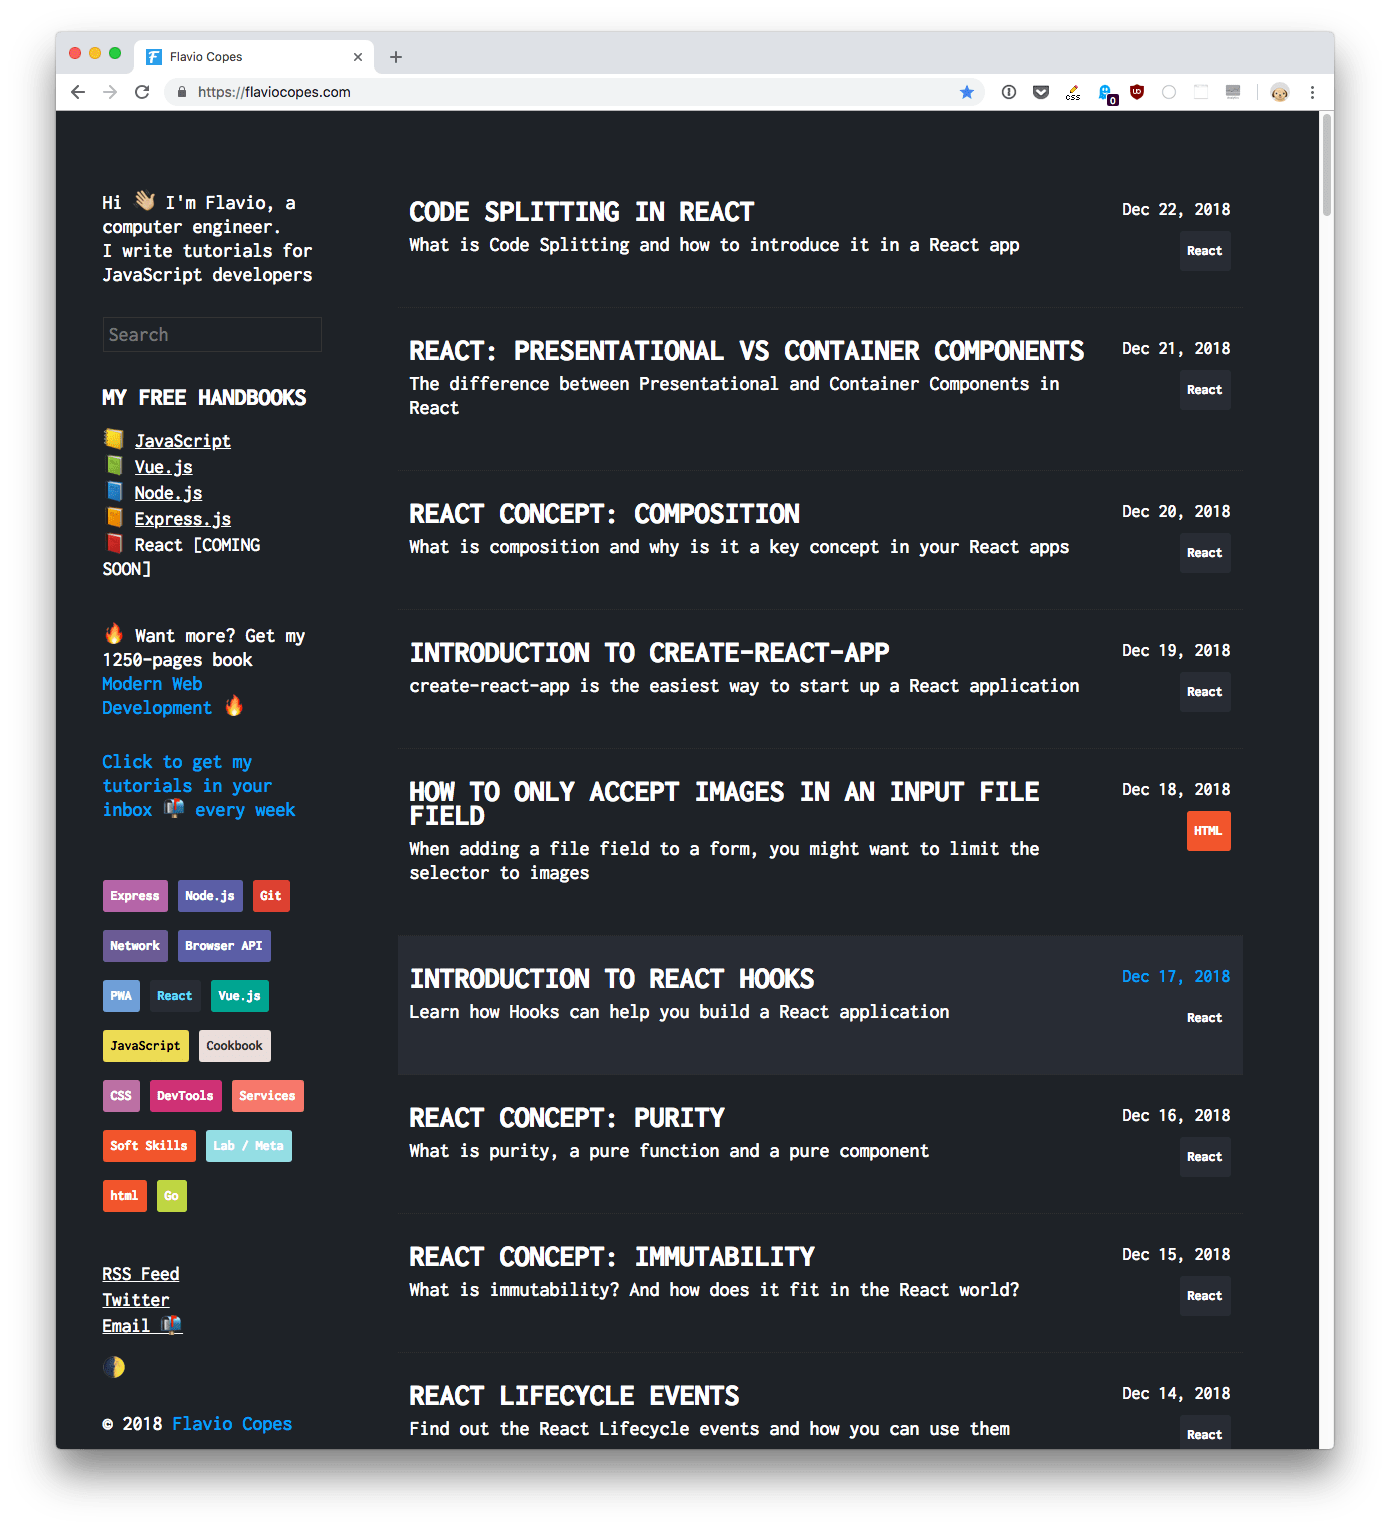 Flavio Copes
https://flaviocopes.com
CSS
0
Hi 👋🏼 I'm Flavio, a
computer engineer.
I write tutorials for
JavaScript developers
Search
MY FREE HANDBOOKS
📒 JavaScript
📗 Vue.js
📘 Node.js
📙 Express.js
📕 React [COMING
SOON]
🔥 Want more? Get my
1250-pages book
Modern Web
Development 🔥
Click to get my
tutorials in your
inbox 📬 every week
Express Node.js Git
Network Browser API
PWA React Vue.js
JavaScript Cookbook
CSS DevTools Services
Soft Skills Lab / Meta
html Go
RSS Feed
Twitter
Email 📬
© 2018 Flavio Copes
CODE SPLITTING IN REACT
What is Code Splitting and how to introduce it in a React app
Dec 22, 2018
React
REACT: PRESENTATIONAL VS CONTAINER COMPONENTS
The difference between Presentational and Container Components in
React
Dec 21, 2018
React
REACT CONCEPT: COMPOSITION
What is composition and why is it a key concept in your React apps
Dec 20, 2018
React
INTRODUCTION TO CREATE-REACT-APP
create-react-app is the easiest way to start up a React application
Dec 19, 2018
React
HOW TO ONLY ACCEPT IMAGES IN AN INPUT FILE
FIELD
When adding a file field to a form, you might want to limit the
selector to images
Dec 18, 2018
HTML
INTRODUCTION TO REACT HOOKS
Learn how Hooks can help you build a React application
Dec 17, 2018
React
REACT CONCEPT: PURITY
What is purity, a pure function and a pure component
Dec 16, 2018
React
REACT CONCEPT: IMMUTABILITY
What is immutability? And how does it fit in the React world?
Dec 15, 2018
React
REACT LIFECYCLE EVENTS
Find out the React Lifecycle events and how you can use them
Dec 14, 2018
React